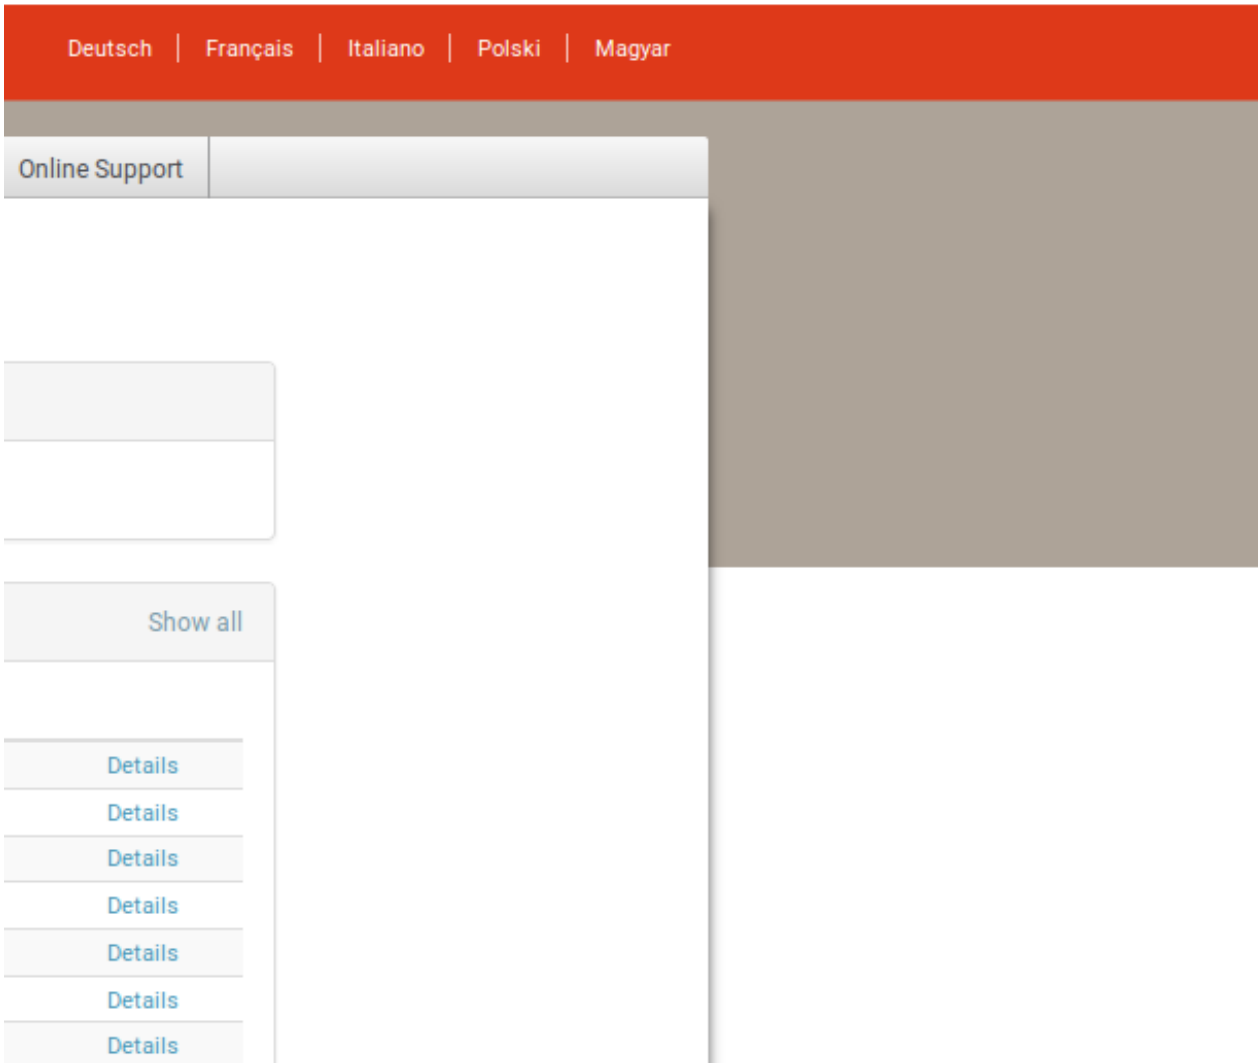 Deutsch | Français | Italiano | Polski | Magyar
Online Support
Show all
Details
Details
Details
Details
Details
Details
Details